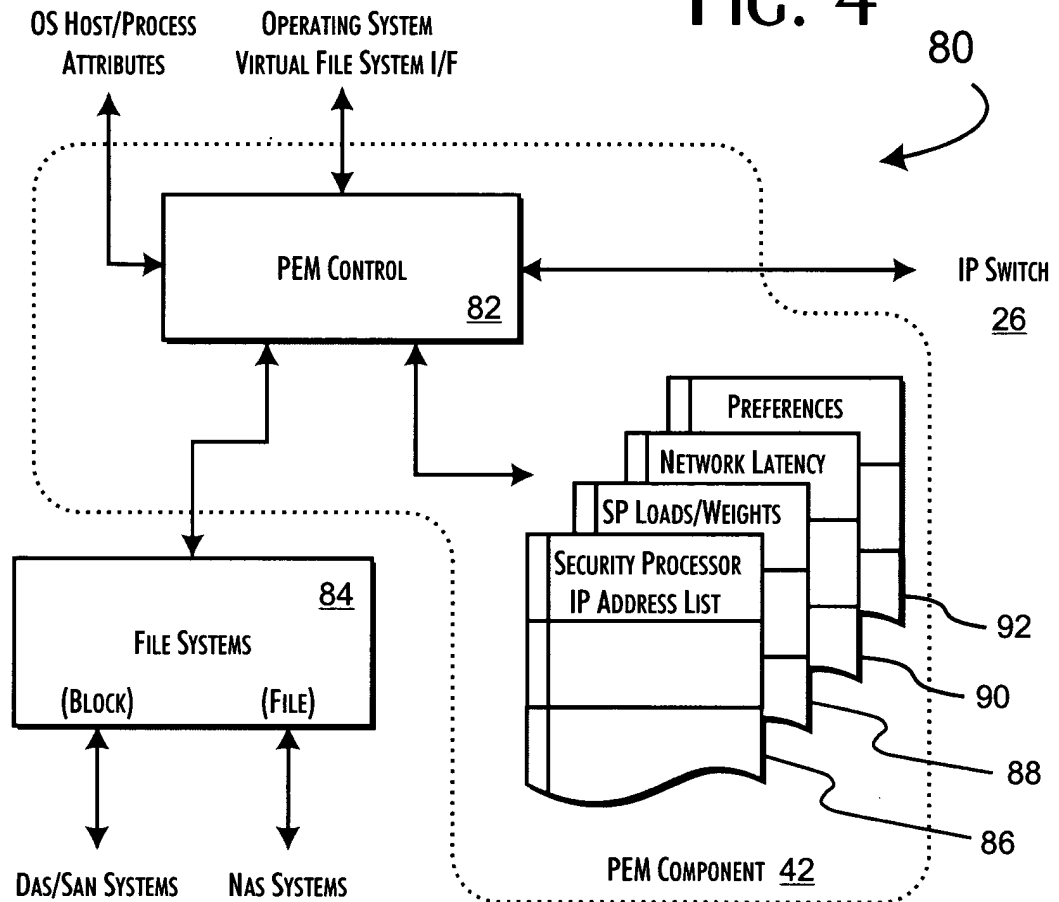 FIG. 4
OS HOST/PROCESS
ATTRIBUTES
OPERATING SYSTEM
VIRTUAL FILE SYSTEM I/F
80
PEM CONTROL
82
IP SWITCH
26
PREFERENCES
NETWORK LATENCY
SP LOADS/WEIGHTS
SECURITY PROCESSOR
IP ADDRESS LIST
84
FILE SYSTEMS
(BLOCK)
(FILE)
92
90
88
86
PEM COMPONENT 42
DAS/SAN SYSTEMS
NAS SYSTEMS